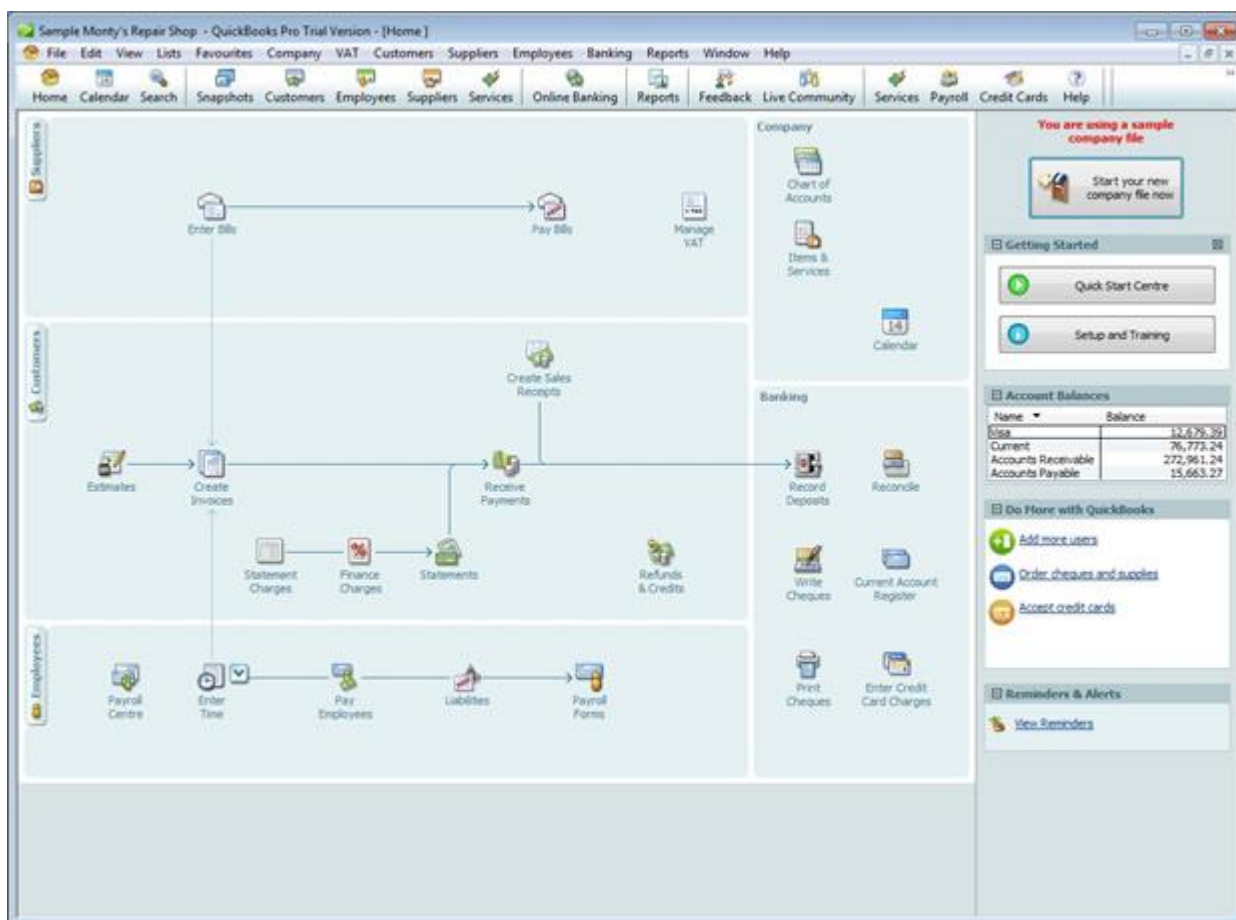 Sample Monty's Repair Shop - QuickBooks Pro Trial Version - [Home ]
File Edit View Lists Favourites Company VAT Customers Suppliers Employees Banking Reports Window Help
Home Calendar Search Snapshots Customers Employees Suppliers Services Online Banking Reports Feedback Live Community Services Payroll Credit Cards Help
Suppliers
Enter Bills
Pay Bills
Manage
VAT
Customers
Create Sales
Receipts
Estimates
Create
Invoices
Receive
Payments
Statement
Charges
Finance
Charges
Statements
Refunds
& Credits
Employees
Payroll
Centre
Enter
Time
Pay
Employees
Liabilities
Payroll
Forms
Company
Chart of
Accounts
Items &
Services
14
Calendar
Banking
Record
Deposits
Reconcile
Write
Cheques
Current Account
Register
Print
Cheques
Enter Credit
Card Charges
You are using a sample
company file
Start your new
company file now
Getting Started
Quick Start Centre
Setup and Training
Account Balances
Name Balance
Visa 12,679.39
Current 76,773.24
Accounts Receivable 272,961.24
Accounts Payable 15,663.27
Do More with QuickBooks
Add more users
Order cheques and supplies
Accept credit cards
Reminders & Alerts
View Reminders